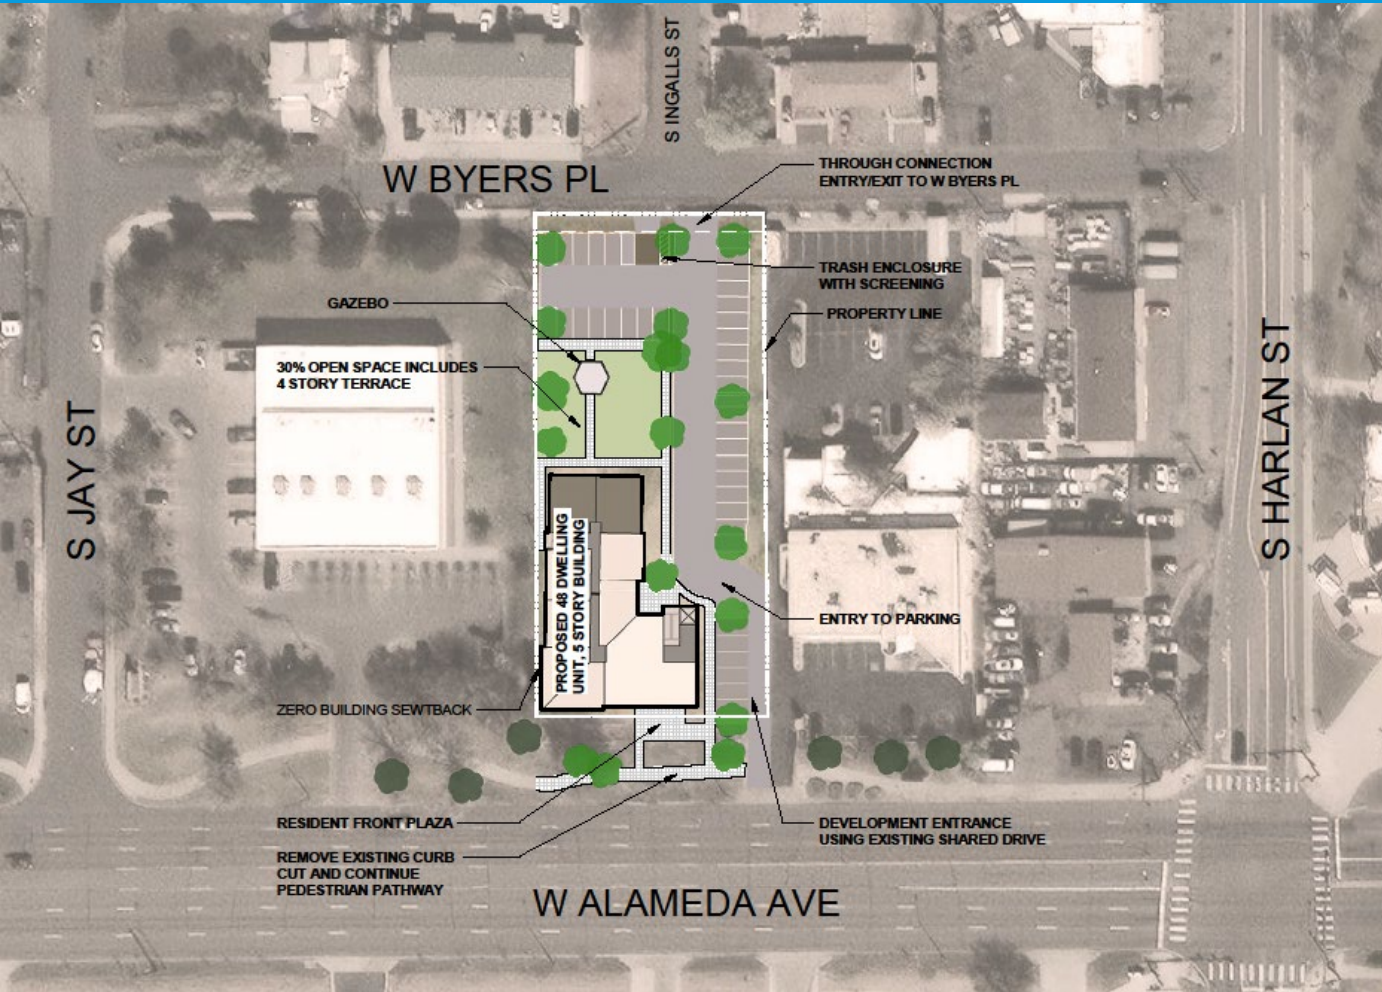 S INGALLS ST
W BYERS PL
THROUGH CONNECTION
ENTRY/EXIT TO W BYERS PL
TRASH ENCLOSURE
WITH SCREENING
GAZEBO
PROPERTY LINE
30% OPEN SPACE INCLUDES
4 STORY TERRACE
S JAY ST
S HARLAN ST
PROPOSED 48 DWELLING
UNIT, 5 STORY BUILDING
ENTRY TO PARKING
ZERO BUILDING SEWTBACK
RESIDENT FRONT PLAZA
DEVELOPMENT ENTRANCE
USING EXISTING SHARED DRIVE
REMOVE EXISTING CURB
CUT AND CONTINUE
PEDESTRIAN PATHWAY
W ALAMEDA AVE